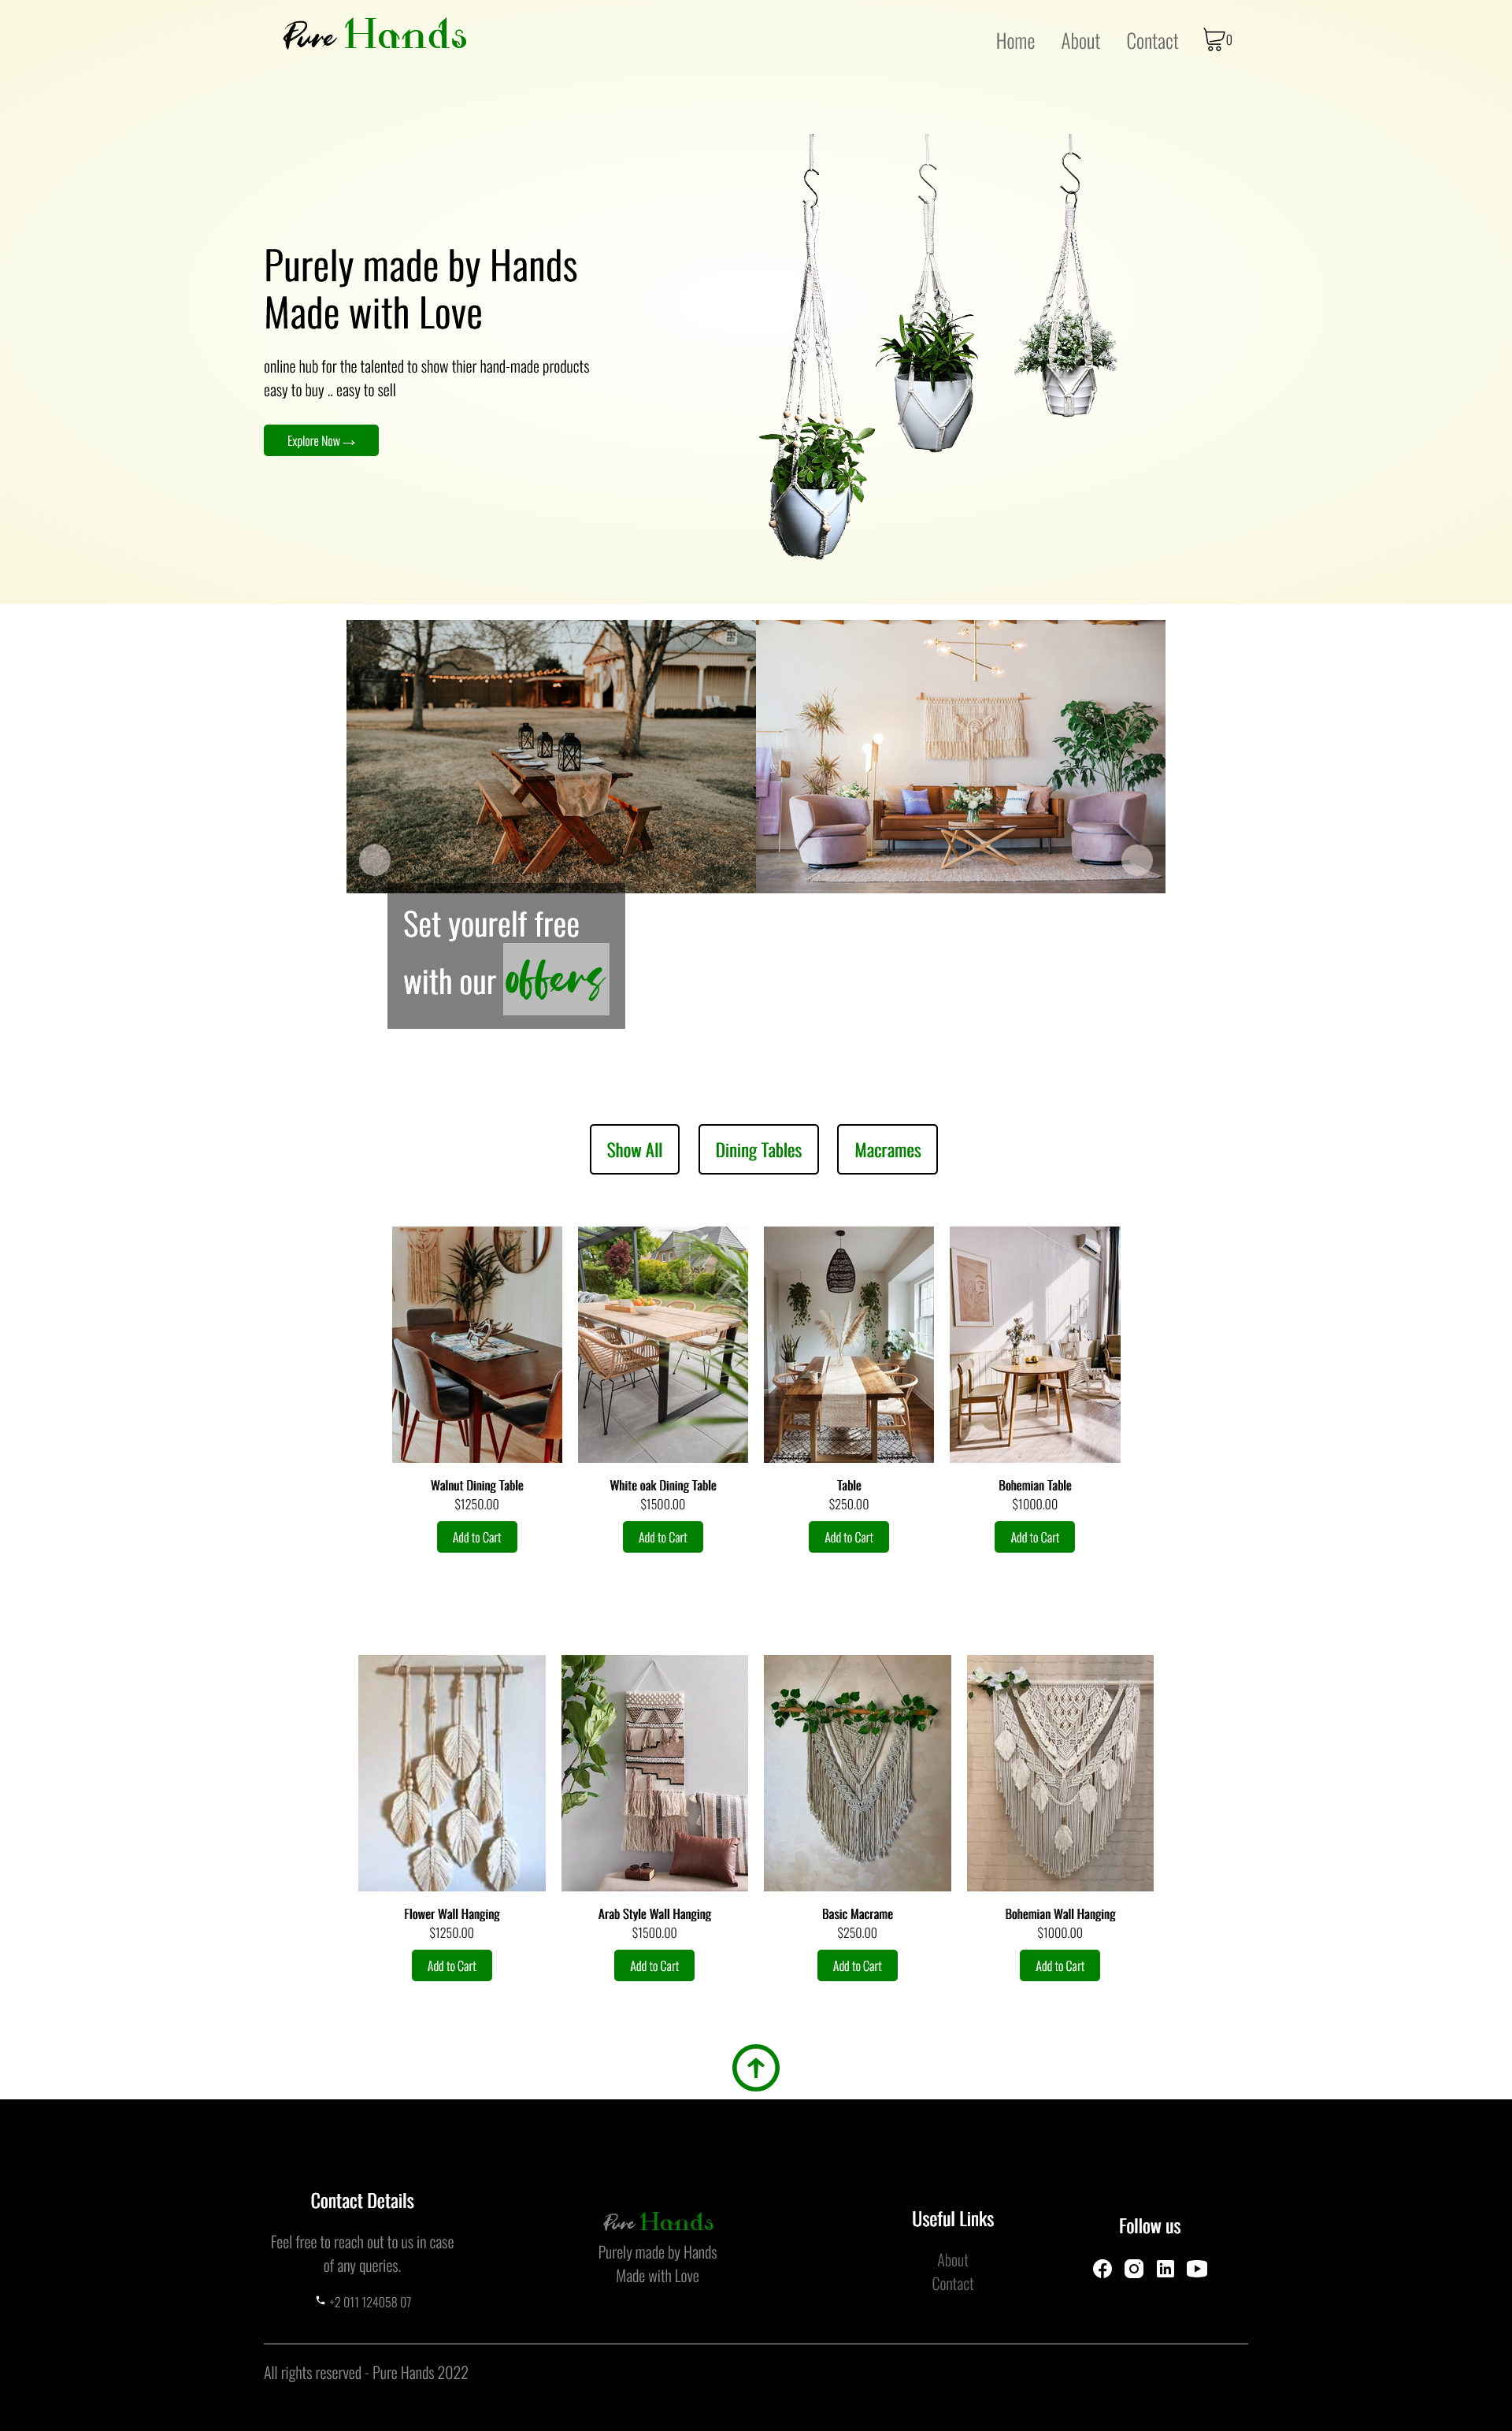 Pure Hands
Home About Contact 0
Purely made by Hands
Made with Love
online hub for the talented to show thier hand-made products
easy to buy .. easy to sell
Explore Now →
Set yourelf free
with our offers
Show All Dining Tables Macrames
Walnut Dining Table White oak Dining Table Table Bohemian Table
$1250.00 $1500.00 $250.00 $1000.00
Add to Cart Add to Cart Add to Cart Add to Cart
Flower Wall Hanging Arab Style Wall Hanging Basic Macrame Bohemian Wall Hanging
$1250.00 $1500.00 $250.00 $1000.00
Add to Cart Add to Cart Add to Cart Add to Cart
Contact Details
Feel free to reach out to us in case
of any queries.
+2 011 124058 07
Pure Hands
Purely made by Hands
Made with Love
Useful Links
About
Contact
Follow us
All rights reserved - Pure Hands 2022